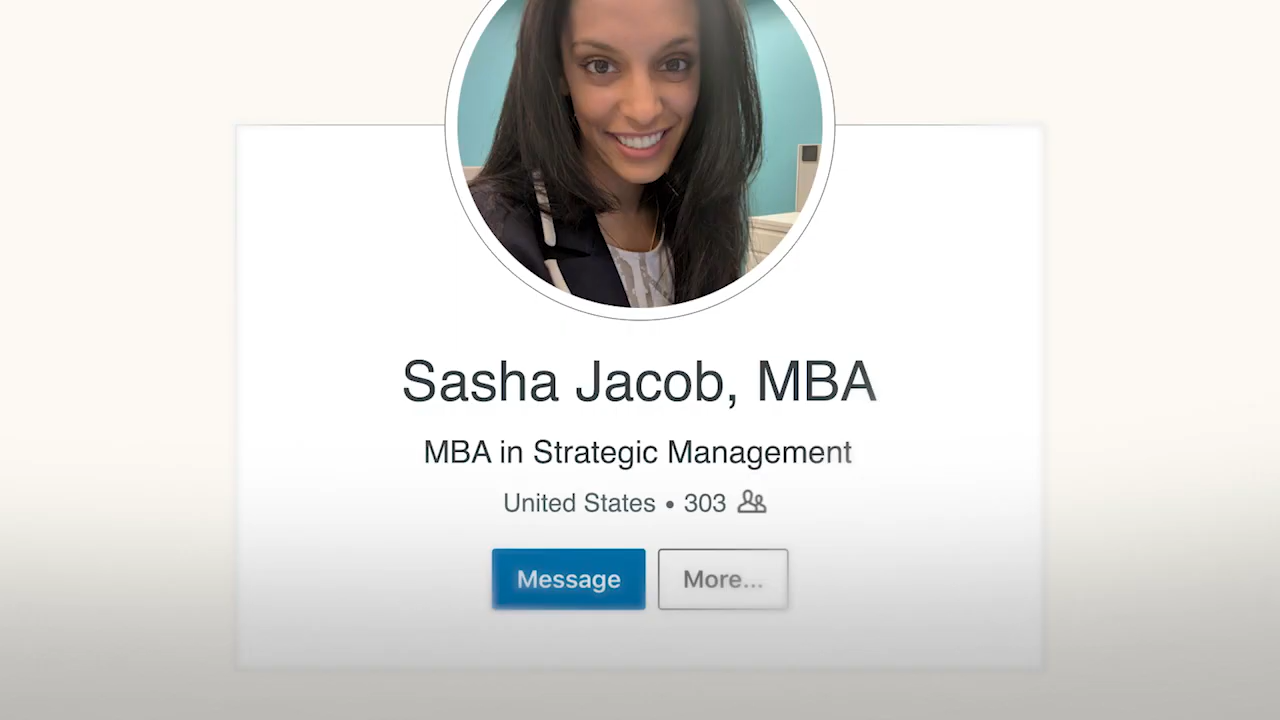 Sasha Jacob, MBA
MBA in Strategic Management
United States • 303
Message
More...